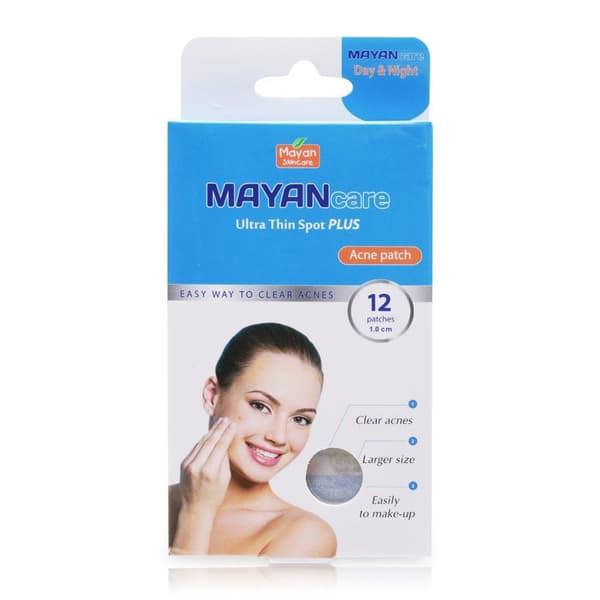 MAYANcare
Day & Night
Mayan
Skincare
MAYANcare
Ultra Thin Spot PLUS
Acne patch
EASY WAY TO CLEAR ACNES
12
patches
1.0 cm
1
Clear acnes
2
Larger size
3
Easily
to make-up